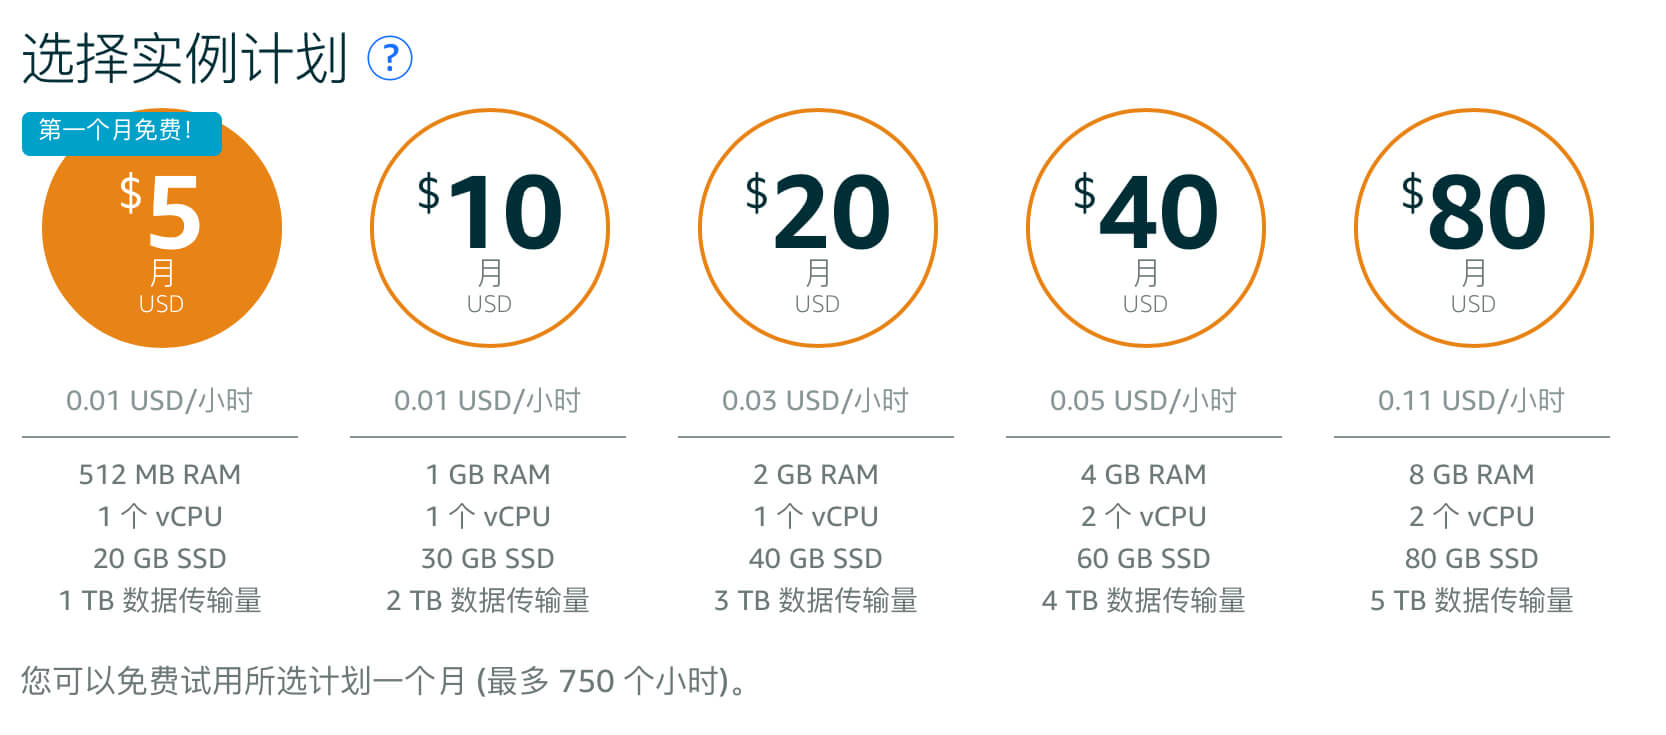 选择实例计划 ?
第一个月免费！
$5
月
USD
$10
月
USD
$20
月
USD
$40
月
USD
$80
月
USD
0.01 USD/小时
0.01 USD/小时
0.03 USD/小时
0.05 USD/小时
0.11 USD/小时
512 MB RAM
1 个 vCPU
20 GB SSD
1 TB 数据传输量
1 GB RAM
1 个 vCPU
30 GB SSD
2 TB 数据传输量
2 GB RAM
1 个 vCPU
40 GB SSD
3 TB 数据传输量
4 GB RAM
2 个 vCPU
60 GB SSD
4 TB 数据传输量
8 GB RAM
2 个 vCPU
80 GB SSD
5 TB 数据传输量
您可以免费试用所选计划一个月 (最多 750 个小时)。